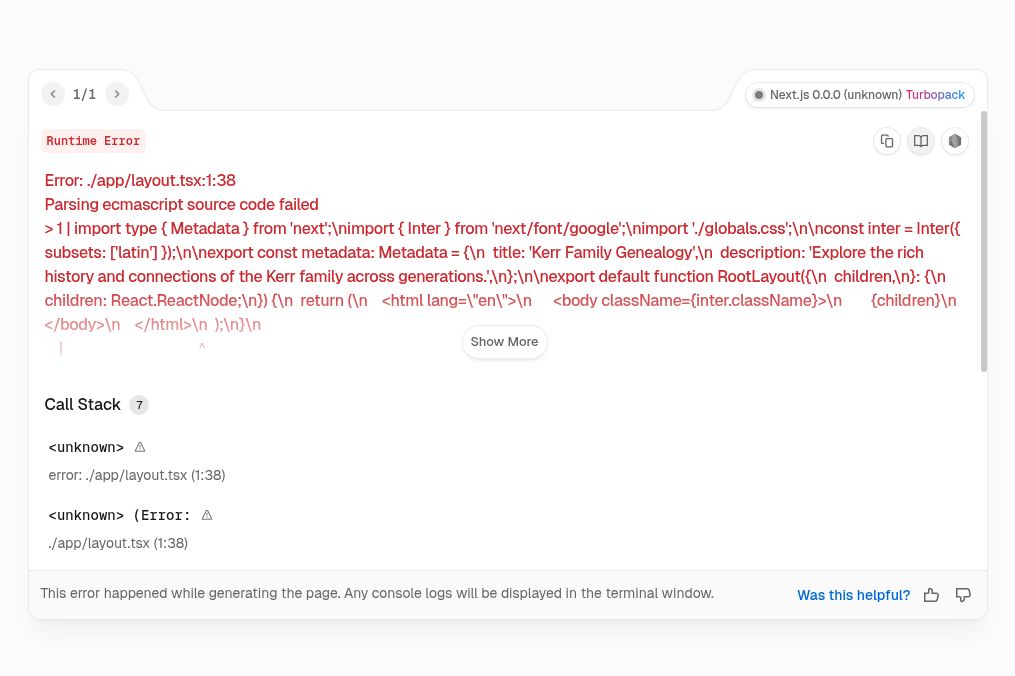 1/1
Next.js 0.0.0 (unknown) Turbopack
Runtime Error
Error: ./app/layout.tsx:1:38
Parsing ecmascript source code failed
> 1 | import type { Metadata } from 'next';\nimport { Inter } from 'next/font/google';\nimport './globals.css';\n\nconst inter = Inter({
subsets: ['latin'] });\n\nexport const metadata: Metadata = {\n  title: 'Kerr Family Genealogy',\n  description: 'Explore the rich
history and connections of the Kerr family across generations.',\n};\n\nexport default function RootLayout({\n  children,\n}: {\n
children: React.ReactNode;\n}) {\n  return (\n    <html lang=\"en\">\n      <body className={inter.className}>\n        {children}\n
</body>\n    </html>\n  );\n}\n
| ^
Show More
Call Stack 7
<unknown>
error: ./app/layout.tsx (1:38)
<unknown> (Error:
./app/layout.tsx (1:38)
This error happened while generating the page. Any console logs will be displayed in the terminal window.
Was this helpful?